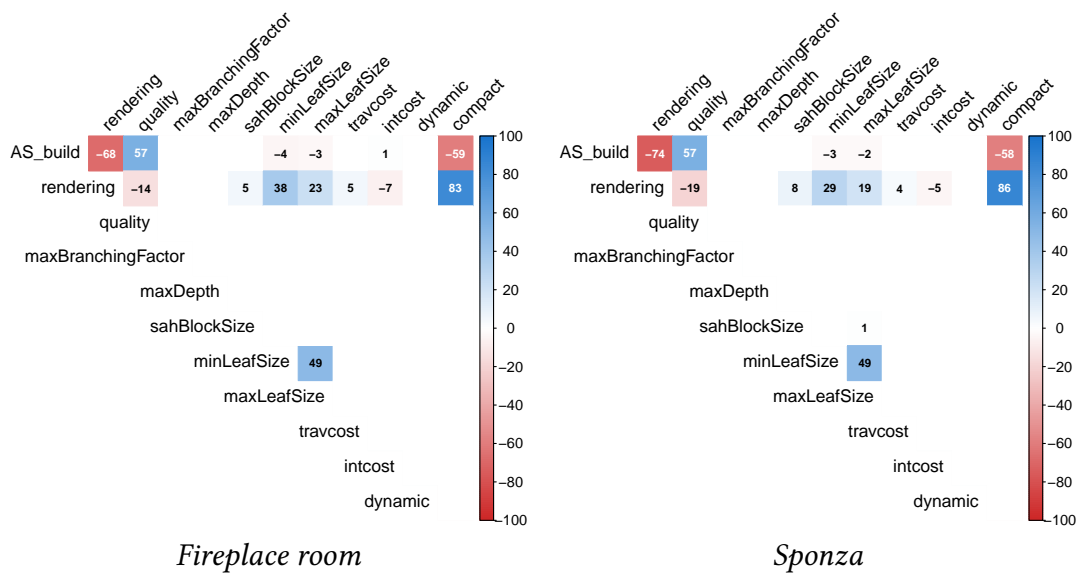 rendering quality maxBranchingFactor maxDepth sahBlockSize minLeafSize maxLeafSize travcost intcost dynamic compact
AS_build −68 57 −4 −3 1 −59
rendering −14 5 38 23 5 −7 83
quality
maxBranchingFactor
maxDepth
sahBlockSize
minLeafSize 49
maxLeafSize
travcost
intcost
dynamic
100
80
60
40
20
0
−20
−40
−60
−80
−100
Fireplace room
rendering quality maxBranchingFactor maxDepth sahBlockSize minLeafSize maxLeafSize travcost intcost dynamic compact
AS_build −74 57 −3 −2 −58
rendering −19 8 29 19 4 −5 86
quality
maxBranchingFactor
maxDepth
sahBlockSize 1
minLeafSize 49
maxLeafSize
travcost
intcost
dynamic
100
80
60
40
20
0
−20
−40
−60
−80
−100
Sponza